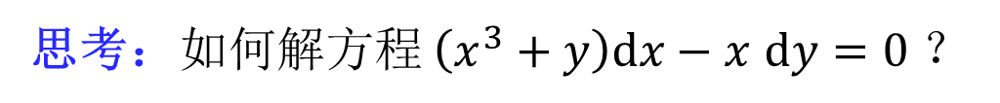 思考：如何解方程 (x³ + y)dx − x dy = 0 ？